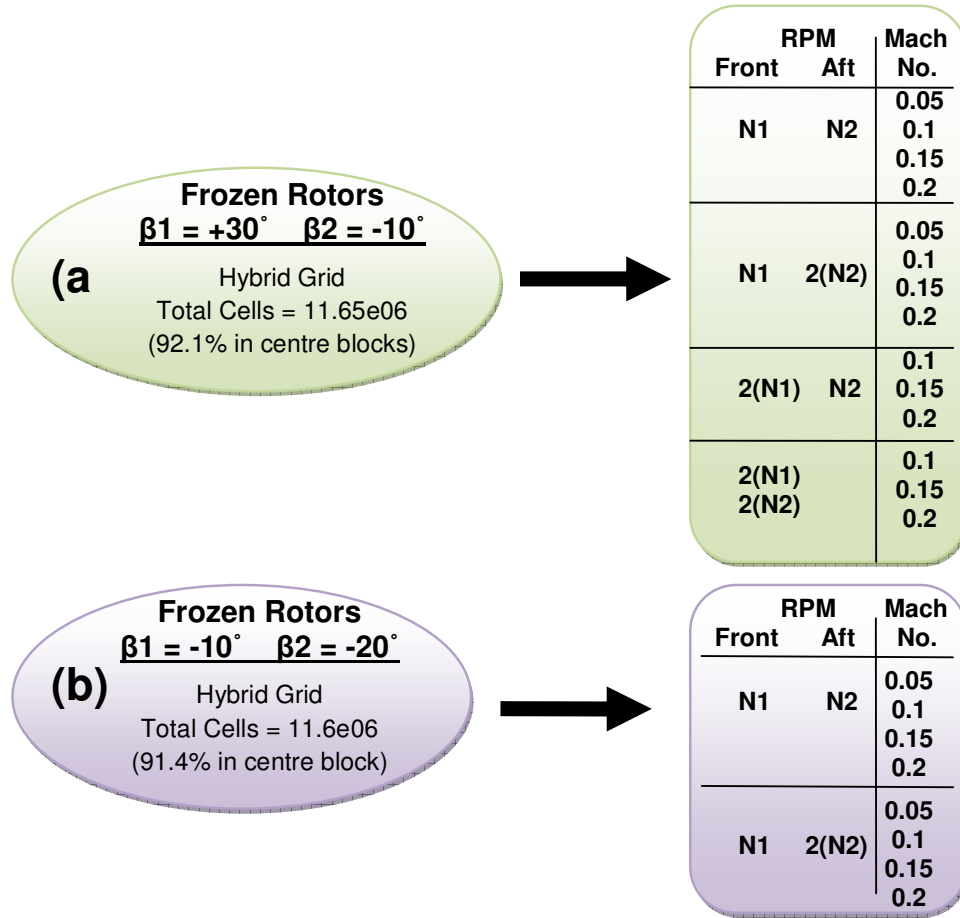 RPM Mach
Front Aft No.
0.05
N1 N2 0.1
0.15
0.2
0.05
N1 2(N2) 0.1
0.15
0.2
0.1
2(N1) N2 0.15
0.2
2(N1) 0.1
2(N2) 0.15
0.2
Frozen Rotors
β1 = +30° β2 = -10°
(a
Hybrid Grid
Total Cells = 11.65e06
(92.1% in centre blocks)
Frozen Rotors
β1 = -10° β2 = -20°
(b)
Hybrid Grid
Total Cells = 11.6e06
(91.4% in centre block)
RPM Mach
Front Aft No.
0.05
N1 N2 0.1
0.15
0.2
0.05
N1 2(N2) 0.1
0.15
0.2